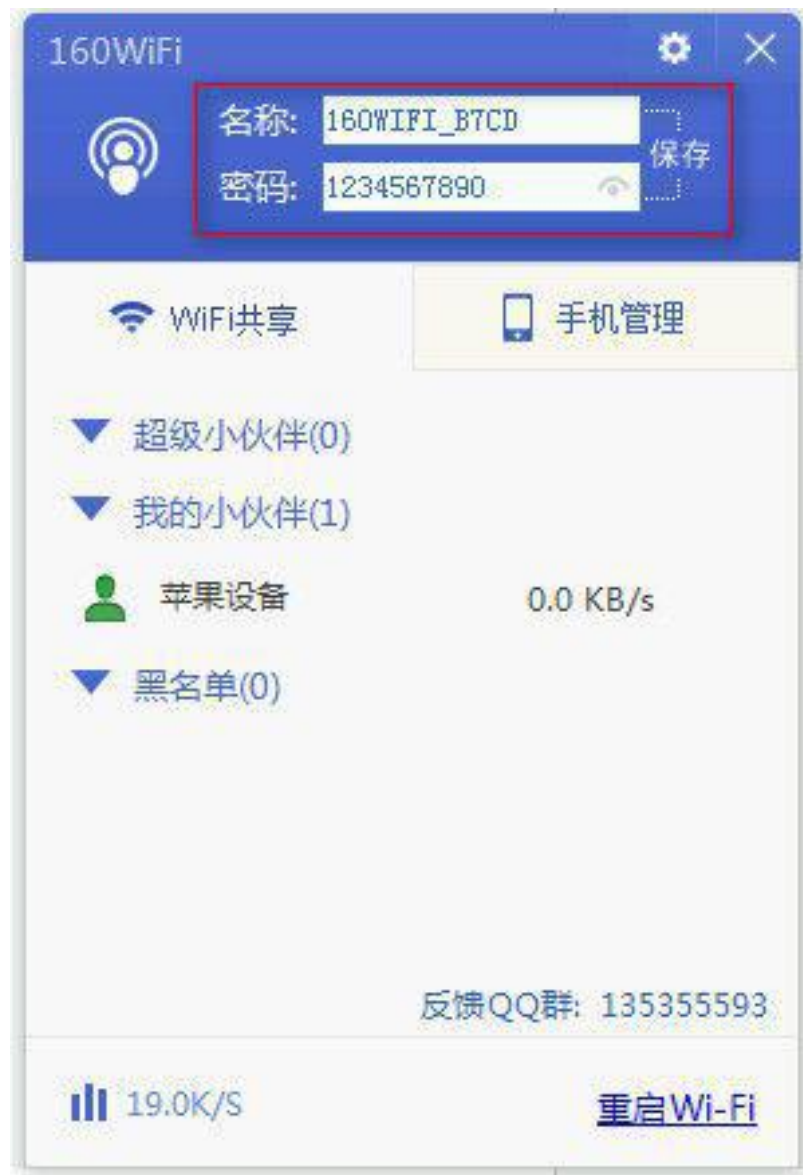 160WiFi
名称: 160WIFI_B7CD
保存
密码: 1234567890
WiFi共享 手机管理
超级小伙伴(0)
我的小伙伴(1)
苹果设备 0.0 KB/s
黑名单(0)
反馈QQ群: 135355593
19.0K/S 重启Wi-Fi